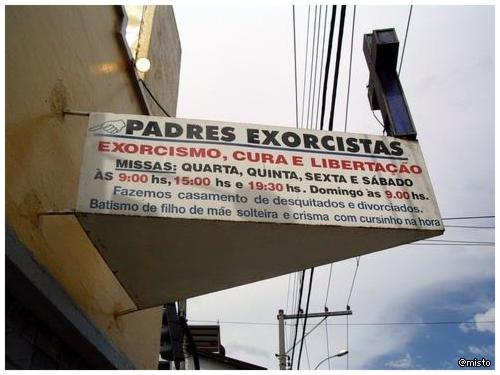 PADRES EXORCISTAS
EXORCISMO, CURA E LIBERTAÇÃO
MISSAS: QUARTA, QUINTA, SEXTA E SÁBADO
ÀS 9:00 hs, 15:00 hs e 19:30 hs. Domingo às 9.00 hs.
Fazemos casamento de desquitados e divorciados.
Batismo de filho de mãe solteira e crisma com cursinho na hora
@misto